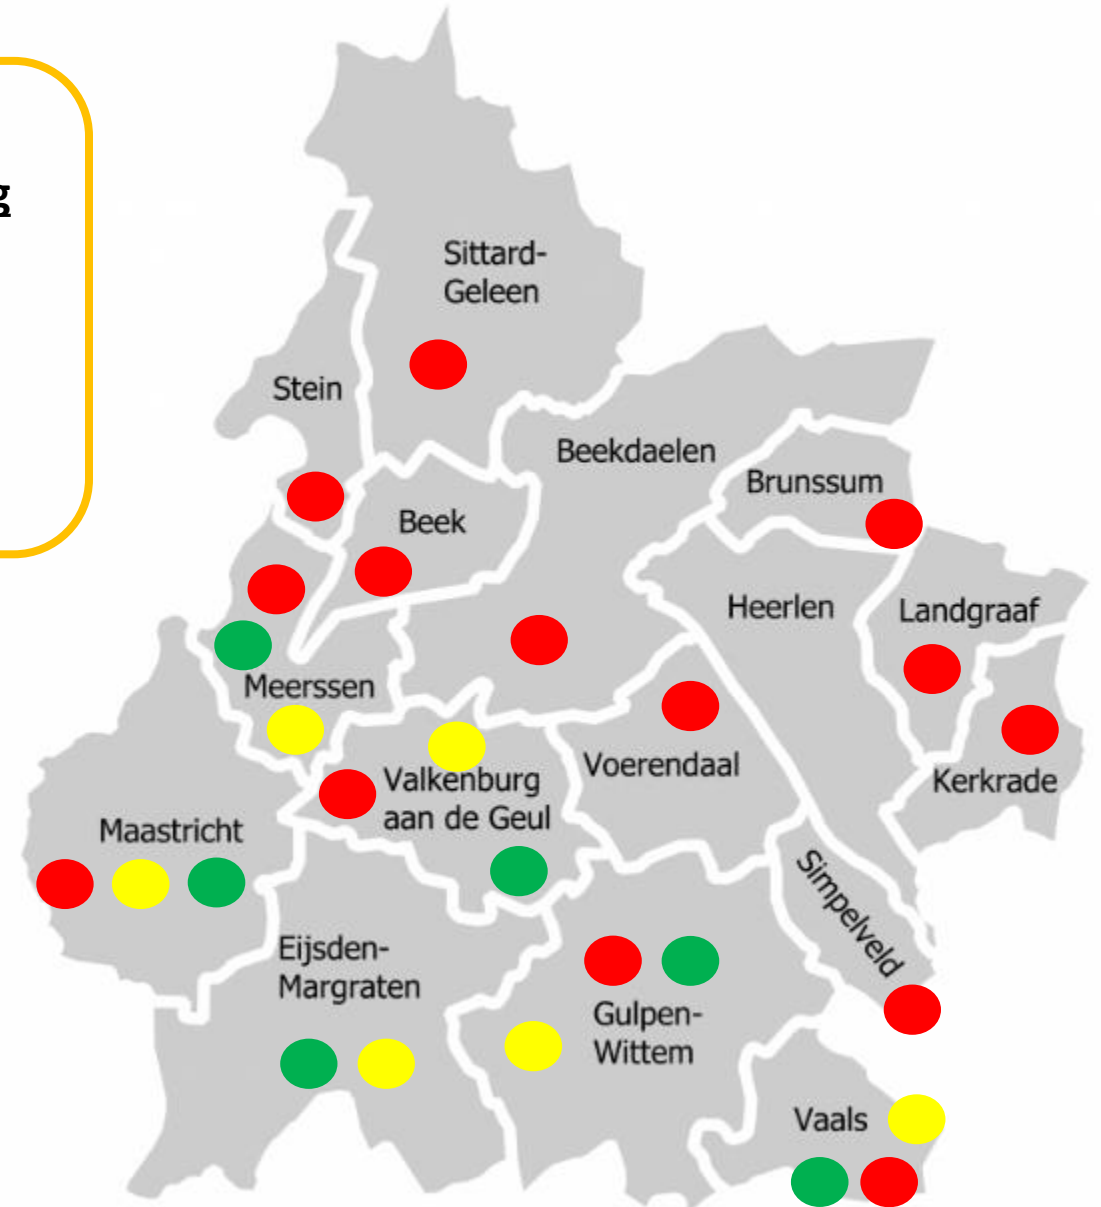 g
Sittard-
Geleen
Stein
Beekdaelen
Brunssum
Beek
Heerlen
Landgraaf
Meerssen
Voerendaal
Valkenburg
aan de Geul
Kerkrade
Maastricht
Simpelveld
Eijsden-
Margraten
Gulpen-
Wittem
Vaals